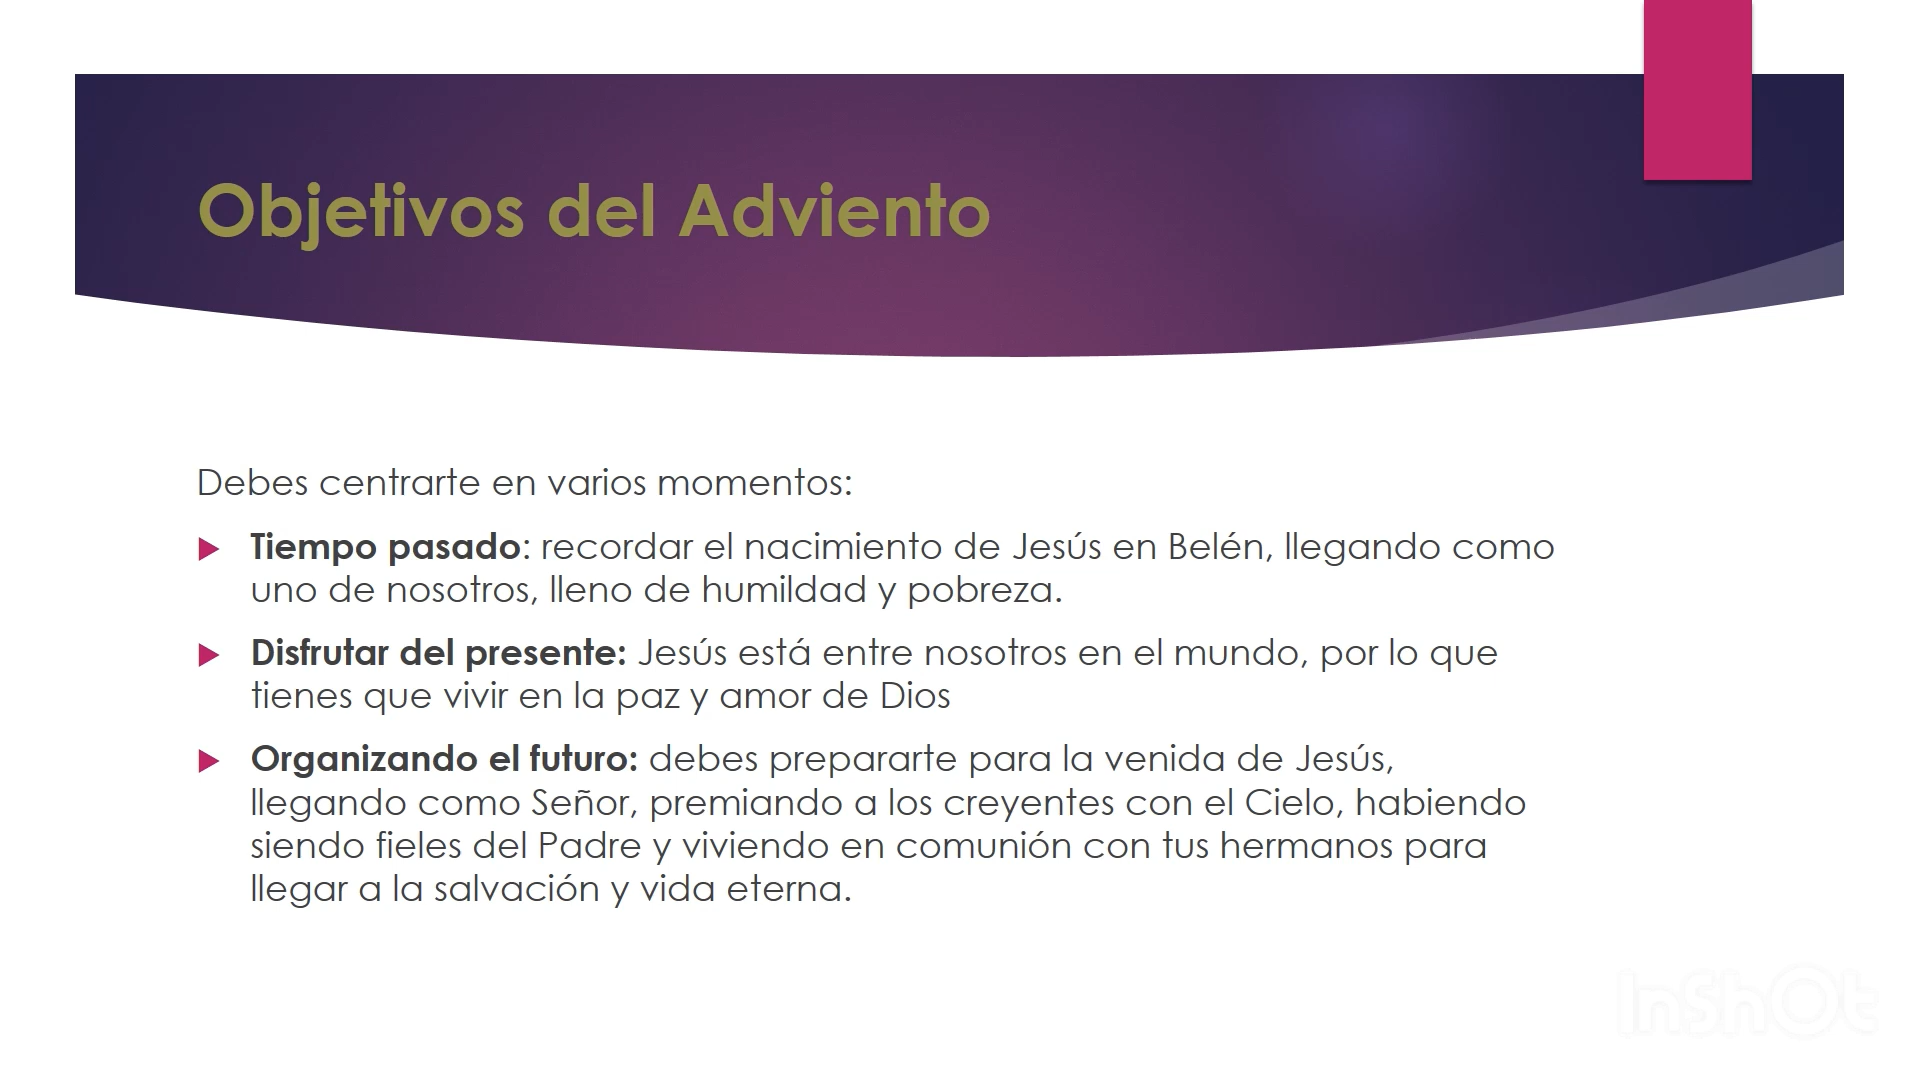 Objetivos del Adviento
Debes centrarte en varios momentos:
Tiempo pasado: recordar el nacimiento de Jesús en Belén, llegando como
uno de nosotros, lleno de humildad y pobreza.
Disfrutar del presente: Jesús está entre nosotros en el mundo, por lo que
tienes que vivir en la paz y amor de Dios
Organizando el futuro: debes prepararte para la venida de Jesús,
llegando como Señor, premiando a los creyentes con el Cielo, habiendo
siendo fieles del Padre y viviendo en comunión con tus hermanos para
llegar a la salvación y vida eterna.
InShOt